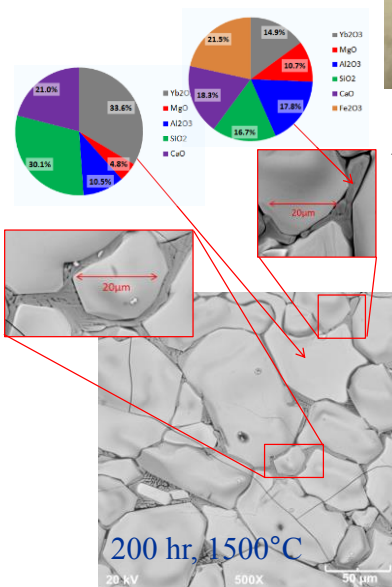 21.5%
14.9%
10.7%
17.8%
16.7%
18.3%
Yb2O3
MgO
Al2O3
SiO2
CaO
Fe2O3
21.0%
33.6%
4.8%
10.5%
30.1%
Yb2O
MgO
Al2O3
SiO2
CaO
20μm
20μm
200 hr, 1500°C
20 kV
500X
50 μm